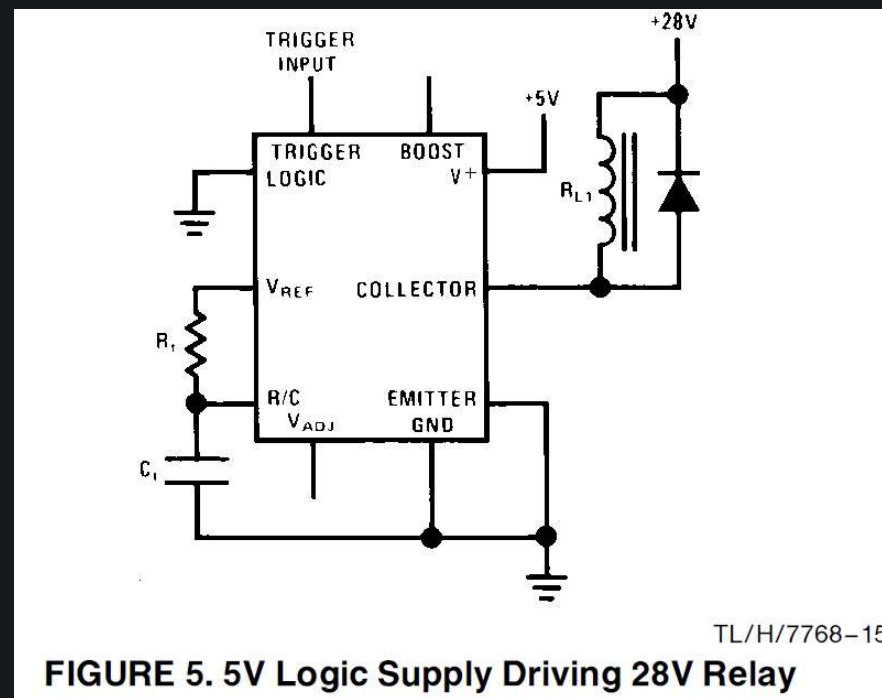 +28V
TRIGGER
INPUT
+5V
TRIGGER BOOST
LOGIC V+
RL1
VREF COLLECTOR
R1
R/C EMITTER
VADJ GND
C1
TL/H/7768–15
FIGURE 5. 5V Logic Supply Driving 28V Relay